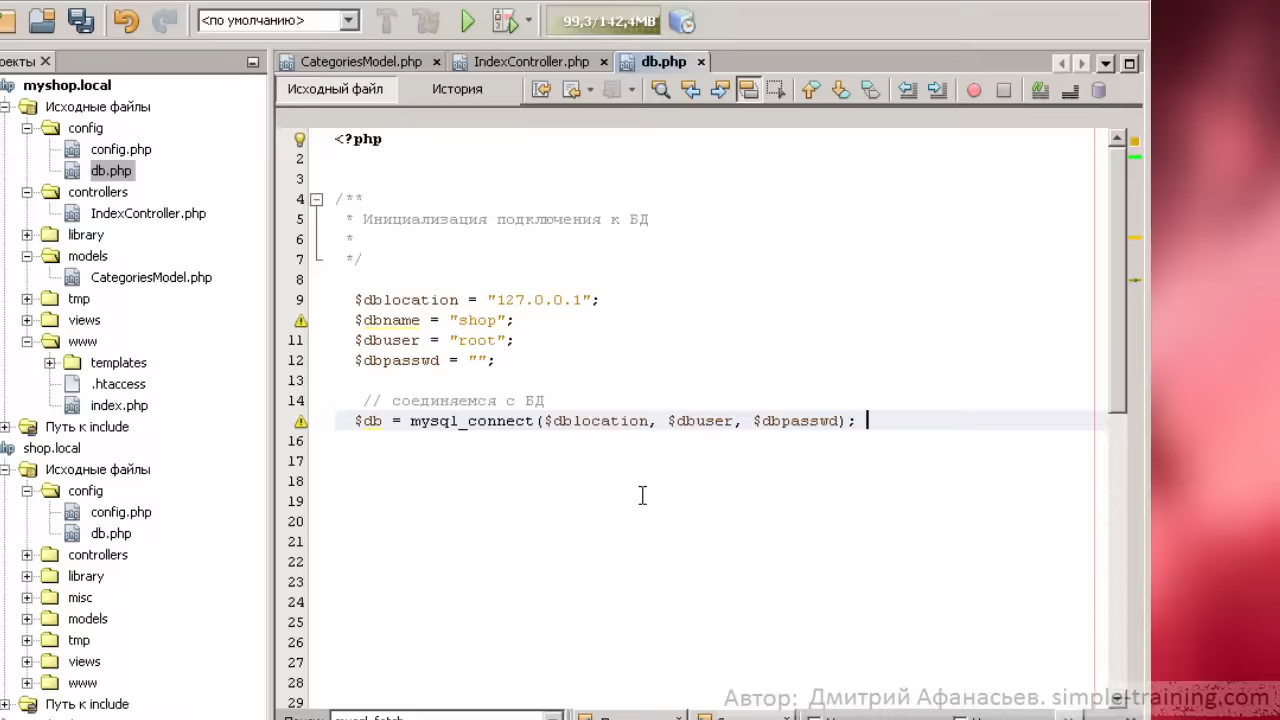 <по умолчанию>
99,3/142,4MB
оекты
CategoriesModel.php
IndexController.php
db.php
Исходный файл
История
myshop.local
Исходные файлы
config
config.php
db.php
controllers
IndexController.php
library
models
CategoriesModel.php
tmp
views
www
templates
.htaccess
index.php
Путь к include
shop.local
Исходные файлы
config
config.php
db.php
controllers
library
misc
models
tmp
views
www
Путь к include
<?php
2
3
4 /**
5 * Инициализация подключения к БД
6 *
7 */
8
9 $dblocation = "127.0.0.1";
$dbname = "shop";
11 $dbuser = "root";
12 $dbpasswd = "";
13
14 // соединяемся с БД
$db = mysql_connect($dblocation, $dbuser, $dbpasswd);
16
17
18
19
20
21
22
23
24
25
26
27
28
29
Автор: Дмитрий Афанасьев. simple-training.com